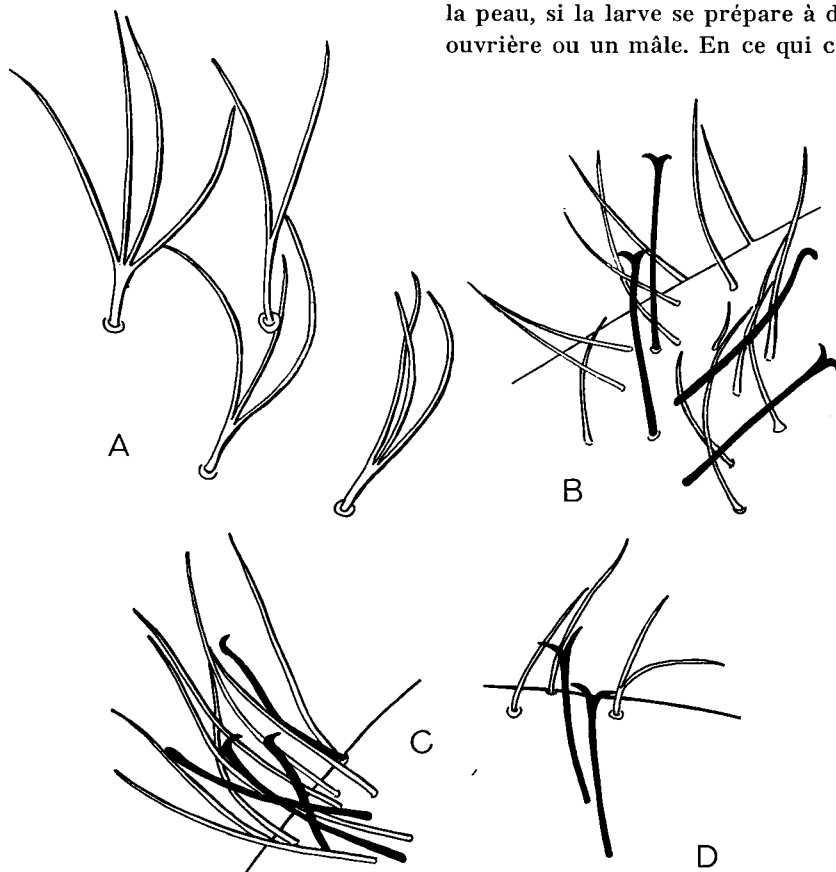 la peau, si la larve se prépare à d
ouvrière ou un mâle. En ce qui c
A
B
C
D